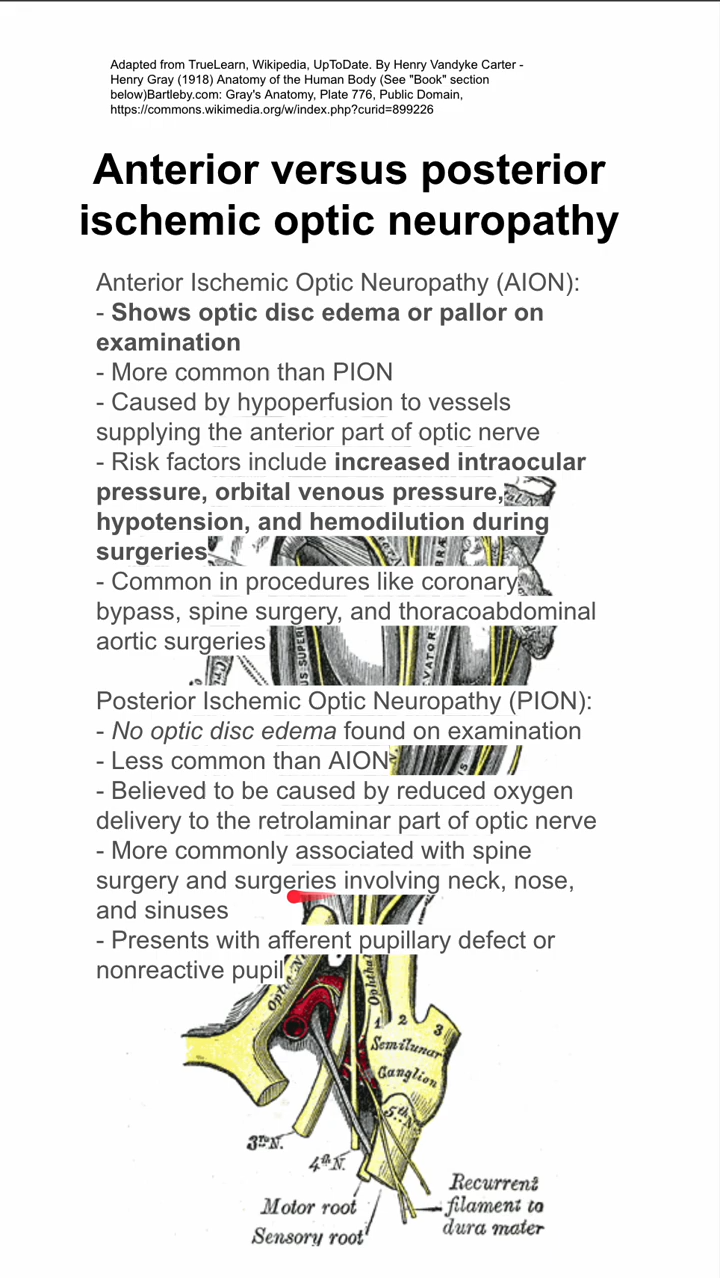 Adapted from TrueLearn, Wikipedia, UpToDate. By Henry Vandyke Carter -
Henry Gray (1918) Anatomy of the Human Body (See "Book" section
below)Bartleby.com: Gray's Anatomy, Plate 776, Public Domain,
https://commons.wikimedia.org/w/index.php?curid=899226
Anterior versus posterior
ischemic optic neuropathy
Anterior Ischemic Optic Neuropathy (AION):
- Shows optic disc edema or pallor on
examination
- More common than PION
- Caused by hypoperfusion to vessels
supplying the anterior part of optic nerve
- Risk factors include increased intraocular
pressure, orbital venous pressure,
hypotension, and hemodilution during
surgeries
- Common in procedures like coronary
bypass, spine surgery, and thoracoabdominal
aortic surgeries
Posterior Ischemic Optic Neuropathy (PION):
- No optic disc edema found on examination
- Less common than AION
- Believed to be caused by reduced oxygen
delivery to the retrolaminar part of optic nerve
- More commonly associated with spine
surgery and surgeries involving neck, nose,
and sinuses
- Presents with afferent pupillary defect or
nonreactive pupil
Optic N.
1 2 3
Semilunar
Ganglion
5th N.
3rd N.
4th N.
Motor root
Sensory root
Recurrent
filament to
dura mater